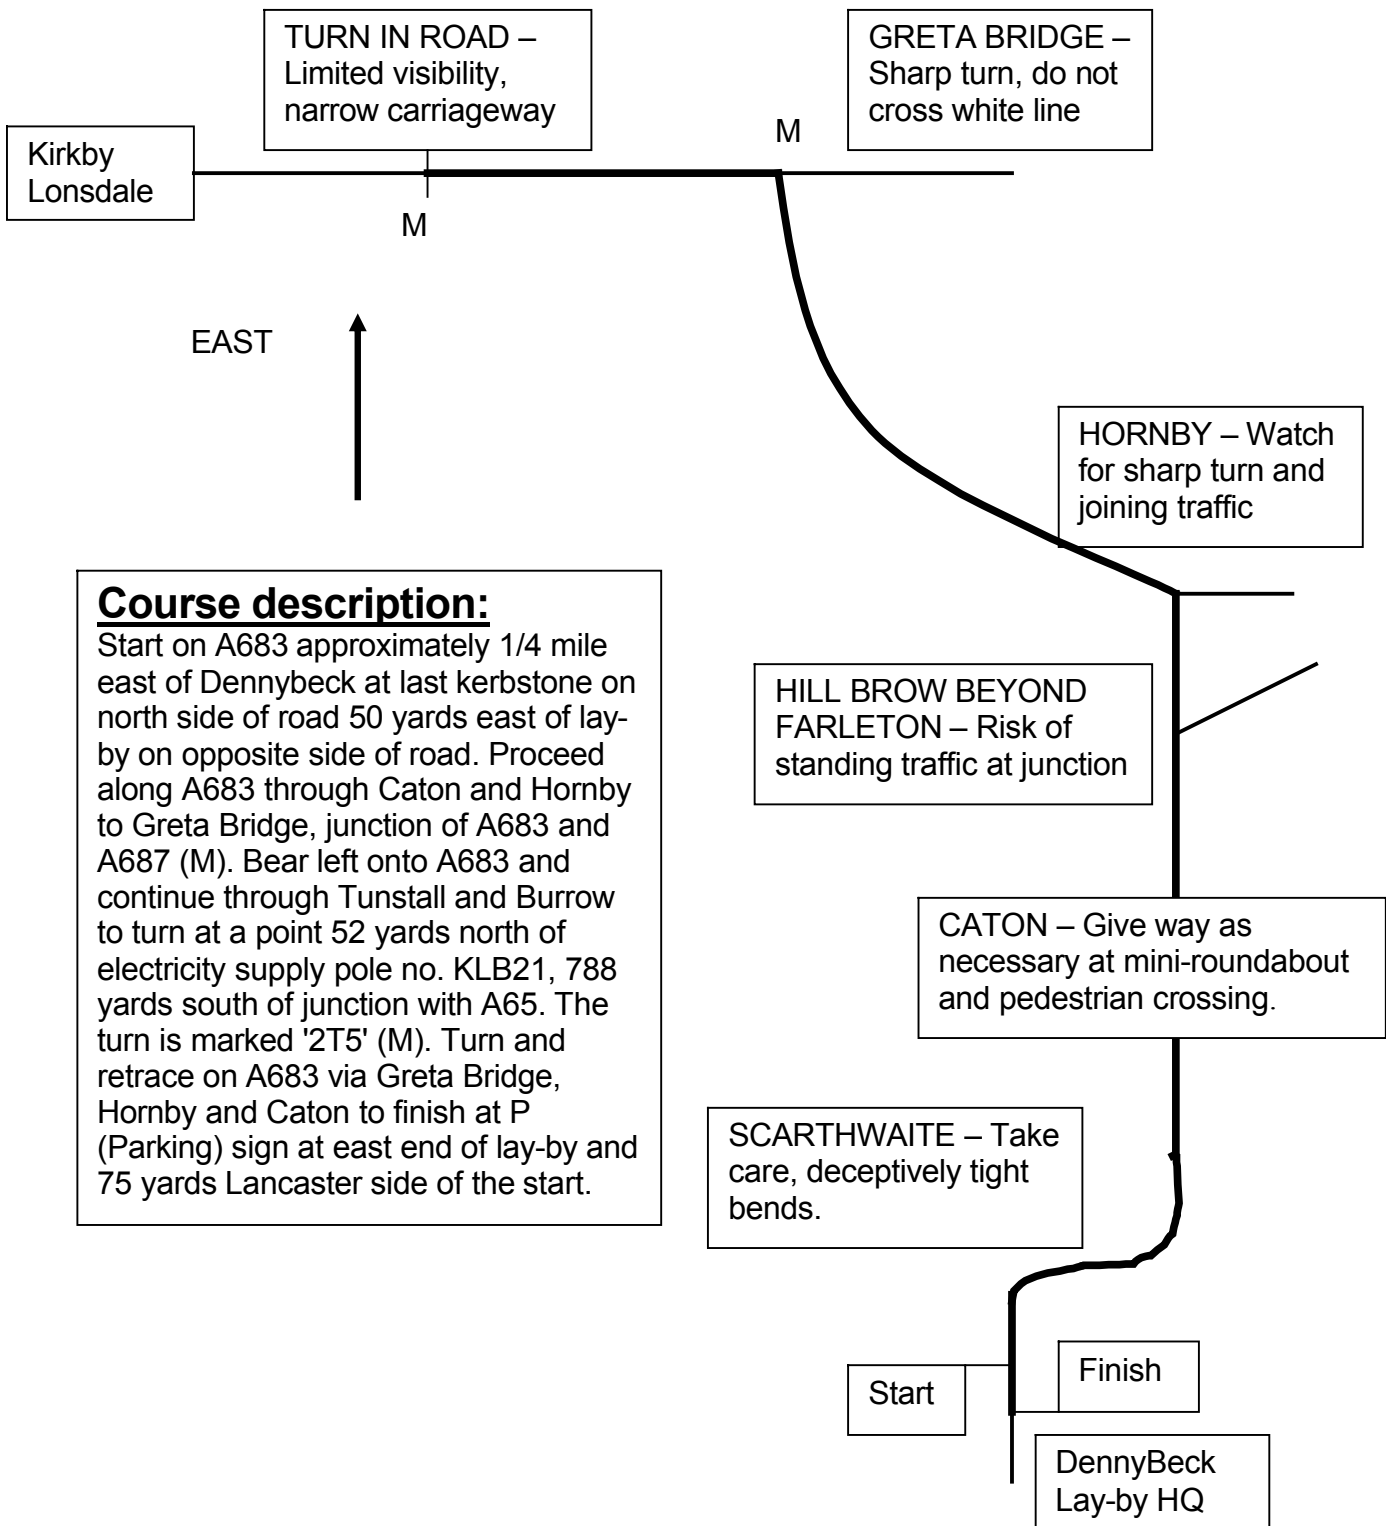 TURN IN ROAD –
Limited visibility,
narrow carriageway
GRETA BRIDGE –
Sharp turn, do not
cross white line
M
Kirkby
Lonsdale
M
EAST
HORNBY – Watch
for sharp turn and
joining traffic
Course description:
Start on A683 approximately 1/4 mile
east of Dennybeck at last kerbstone on
north side of road 50 yards east of lay-
by on opposite side of road. Proceed
along A683 through Caton and Hornby
to Greta Bridge, junction of A683 and
A687 (M). Bear left onto A683 and
continue through Tunstall and Burrow
to turn at a point 52 yards north of
electricity supply pole no. KLB21, 788
yards south of junction with A65. The
turn is marked '2T5' (M). Turn and
retrace on A683 via Greta Bridge,
Hornby and Caton to finish at P
(Parking) sign at east end of lay-by and
75 yards Lancaster side of the start.
HILL BROW BEYOND
FARLETON – Risk of
standing traffic at junction
CATON – Give way as
necessary at mini-roundabout
and pedestrian crossing.
SCARTHWAITE – Take
care, deceptively tight
bends.
Start
Finish
DennyBeck
Lay-by HQ